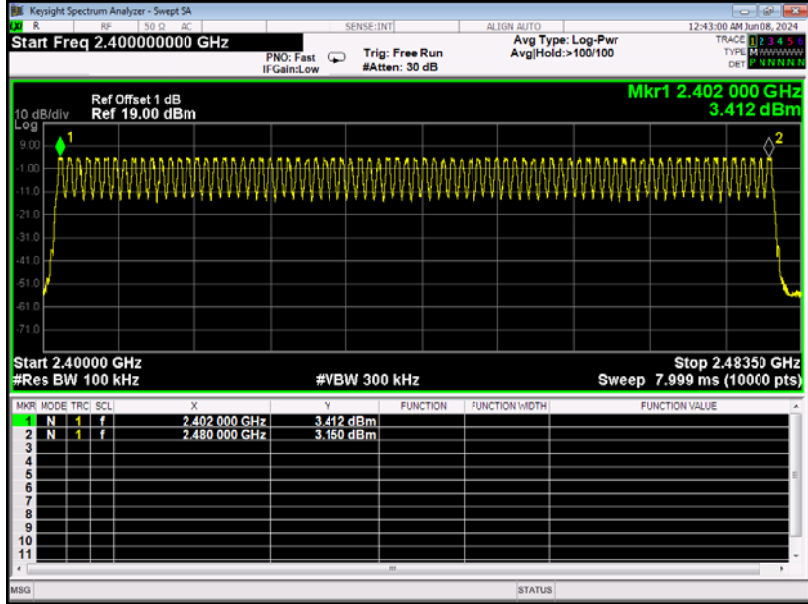 Keysight Spectrum Analyzer - Swept SA
R RF 50 Ω AC SENSE:INT ALIGN AUTO 12:43:00 AM Jun 08, 2024
Start Freq 2.400000000 GHz
Avg Type: Log-Pwr
TRACE 1 2 3 4 5 6
PNO: Fast Trig: Free Run Avg|Hold:>100/100
TYPE M
IFGain:Low #Atten: 30 dB
DET P N N N N N
Mkr1 2.402 000 GHz
3.412 dBm
Ref Offset 1 dB
10 dB/div Ref 19.00 dBm
Log
1
2
9.00
-1.00
-11.0
-21.0
-31.0
-41.0
-51.0
-61.0
-71.0
Start 2.40000 GHz Stop 2.48350 GHz
#Res BW 100 kHz #VBW 300 kHz Sweep 7.999 ms (10000 pts)
MKR MODE TRC SCL X Y FUNCTION FUNCTION WIDTH FUNCTION VALUE
1 N 1 f 2.402 000 GHz 3.412 dBm
2 N 1 f 2.480 000 GHz 3.150 dBm
3
4
5
6
7
8
9
10
11
MSG STATUS